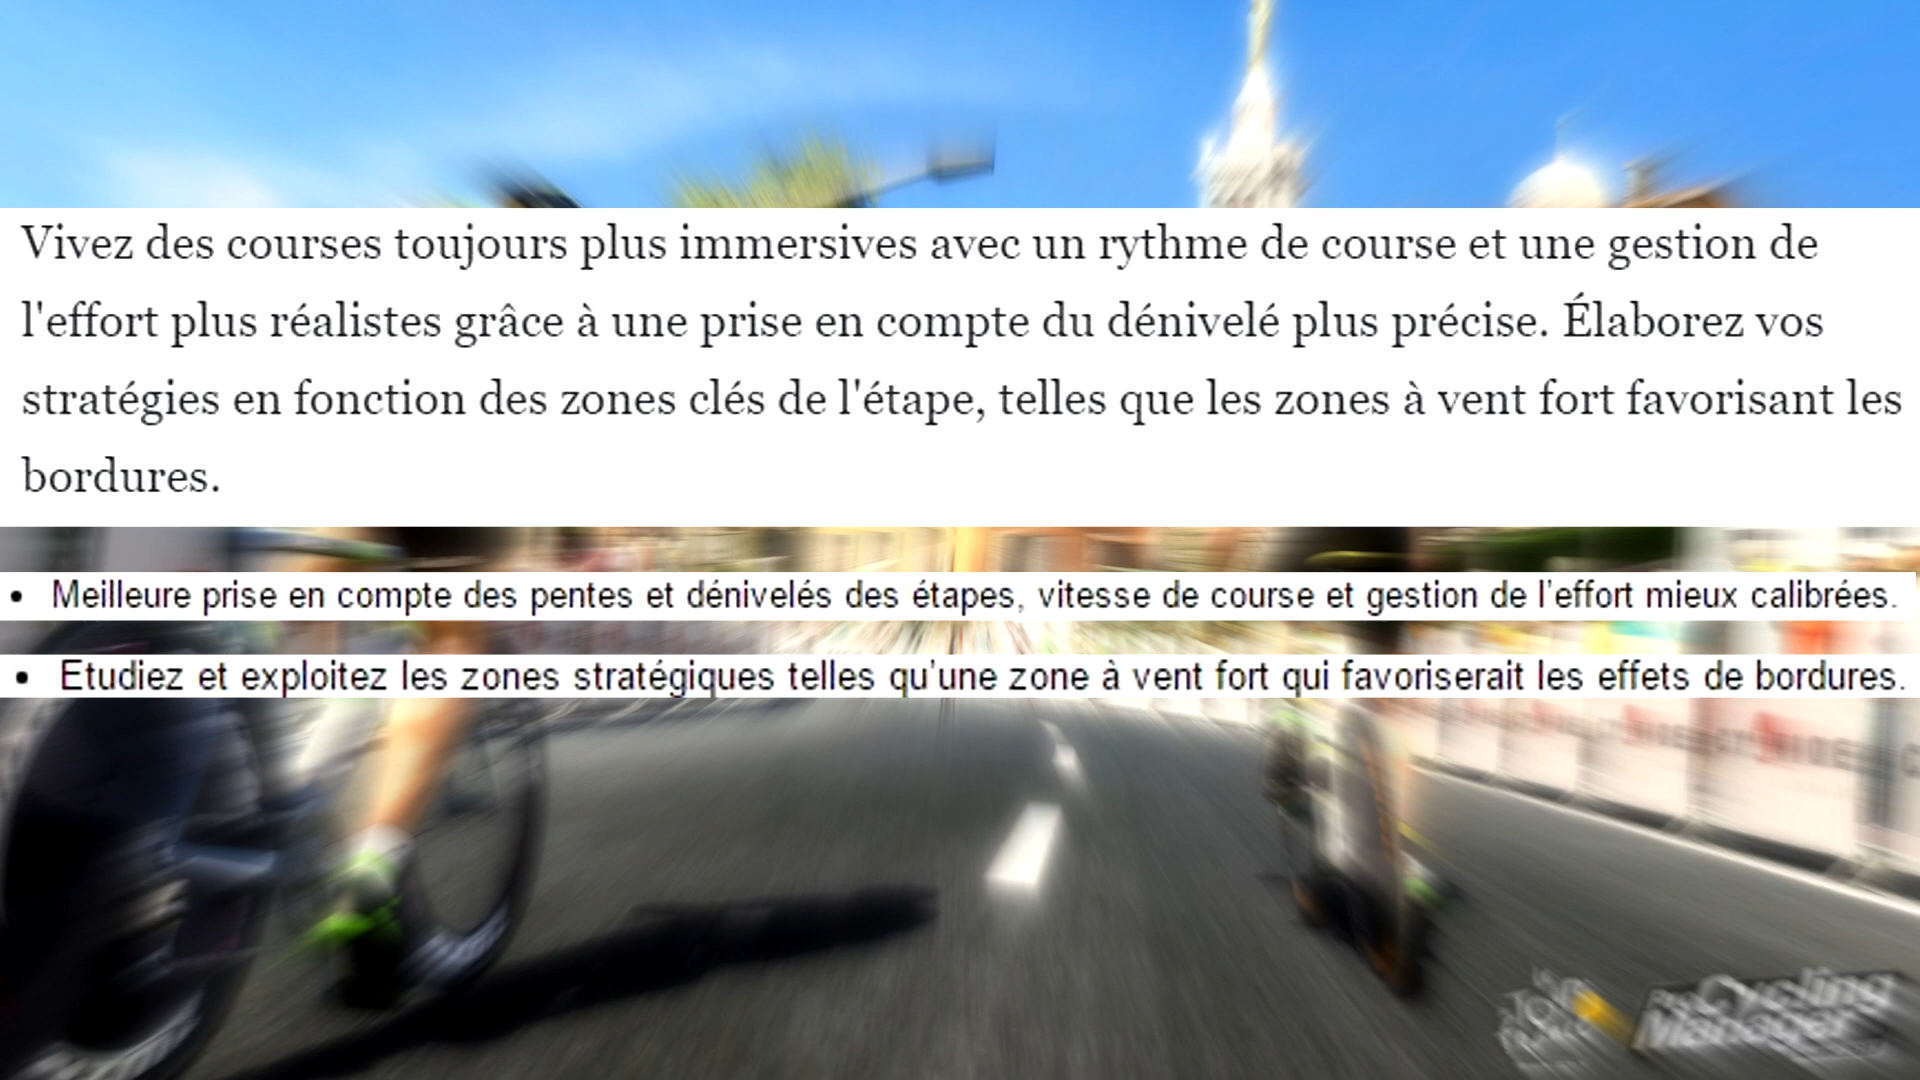 Vivez des courses toujours plus immersives avec un rythme de course et une gestion de
l'effort plus réalistes grâce à une prise en compte du dénivelé plus précise. Élaborez vos
stratégies en fonction des zones clés de l'étape, telles que les zones à vent fort favorisant les
bordures.
• Meilleure prise en compte des pentes et dénivelés des étapes, vitesse de course et gestion de l'effort mieux calibrées.
• Etudiez et exploitez les zones stratégiques telles qu'une zone à vent fort qui favoriserait les effets de bordures.
Pro Cycling
Manager